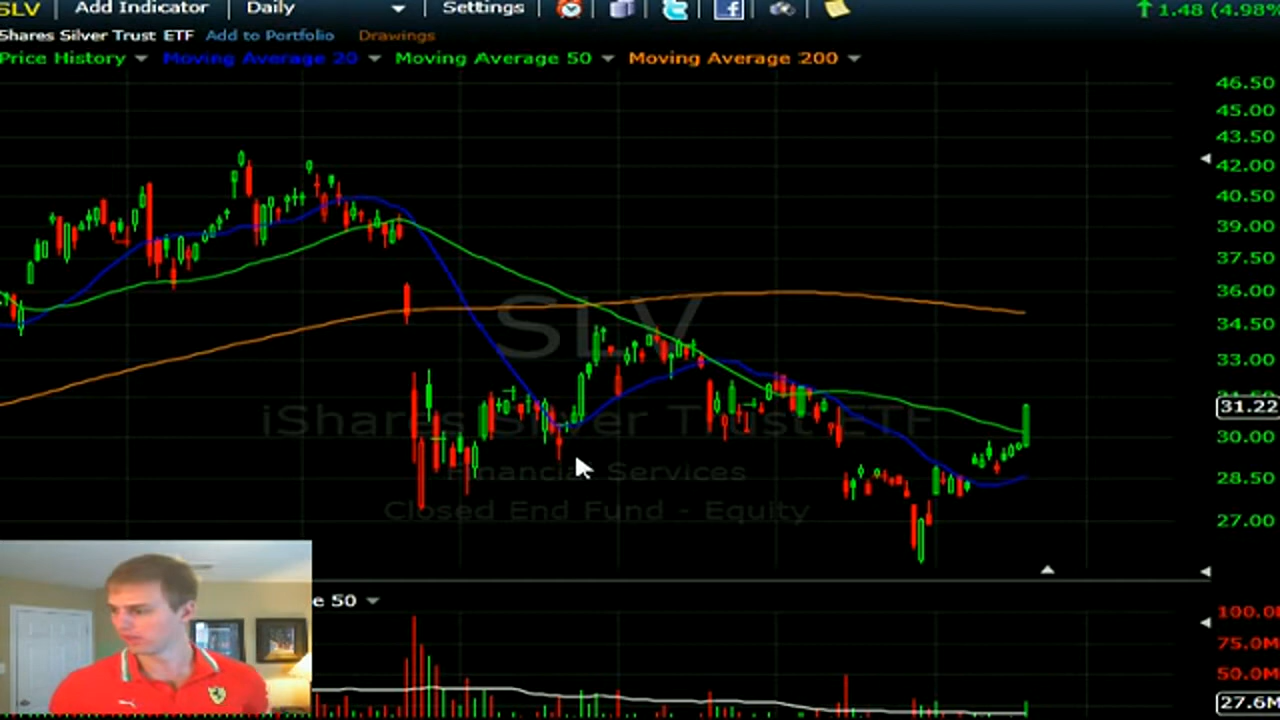 SLV Add Indicator Daily Settings 1.48 (4.98%
Shares Silver Trust ETF Add to Portfolio Drawings
Price History Moving Average 20 Moving Average 50 Moving Average 200
46.50
45.00
43.50
42.00
40.50
39.00
37.50
36.00
34.50
33.00
31.22
30.00
28.50
27.00
SLV
iShares Silver Trust ETF
Financial Services
Closed End Fund - Equity
e 50
100.0
75.0M
50.0M
27.6M